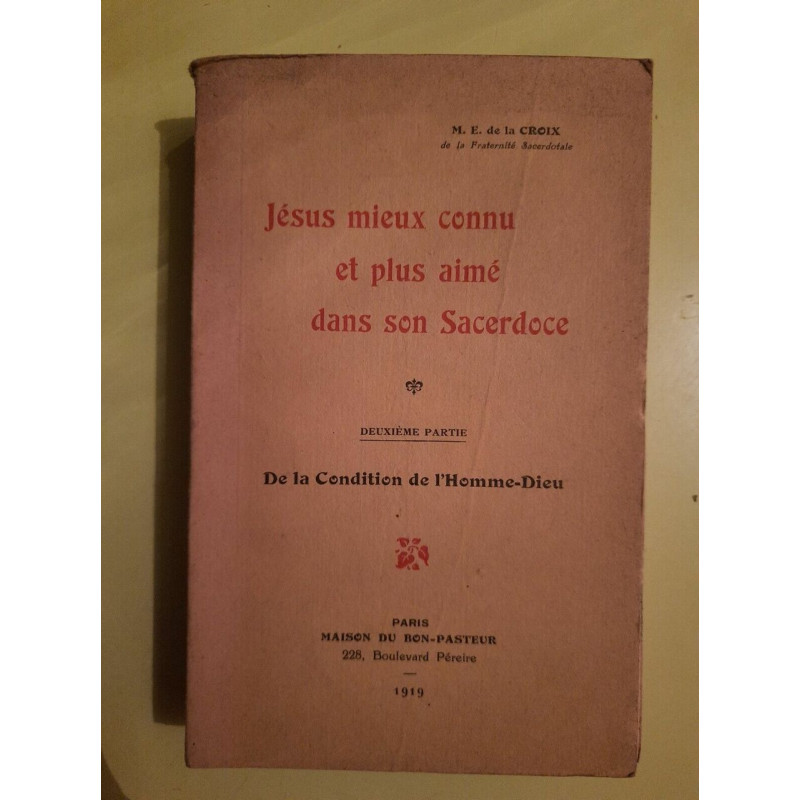 M. E. de la CROIX
de la Fraternité Sacerdotale
Jésus mieux connu
et plus aimé
dans son Sacerdoce
DEUXIÈME PARTIE
De la Condition de l'Homme-Dieu
PARIS
MAISON DU BON-PASTEUR
228, Boulevard Péreire
1919